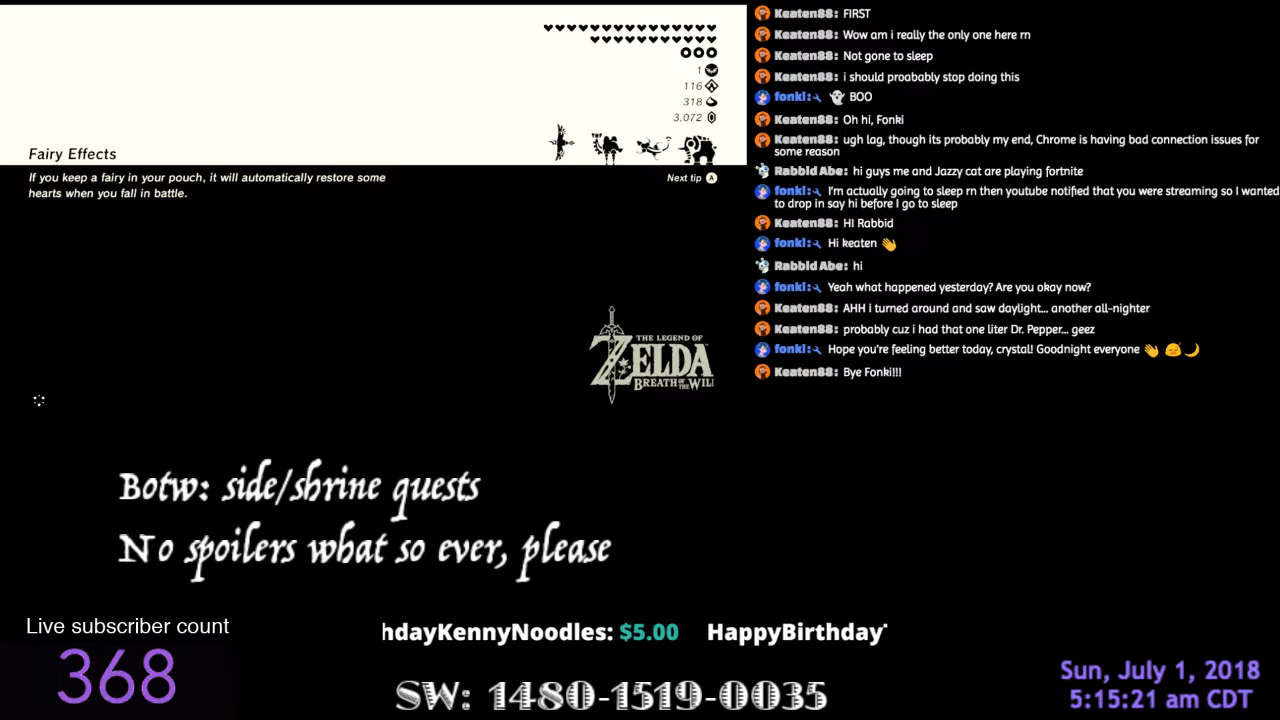 1
116
318
3,072
Fairy Effects
If you keep a fairy in your pouch, it will automatically restore some
hearts when you fall in battle.
Next tip A
THE LEGEND OF
ZELDA
BREATH OF THE WIL
Botw: side/shrine quests
No spoilers what so ever, please
Live subscriber count
368
hdayKennyNoodles: $5.00 HappyBirthday
SW: 1480-1519-0035
Keaten88: FIRST
Keaten88: Wow am i really the only one here rn
Keaten88: Not gone to sleep
Keaten88: i should proabably stop doing this
fonki: 👻 BOO
Keaten88: Oh hi, Fonki
Keaten88: ugh lag, though its probably my end, Chrome is having bad connection issues for
some reason
Rabbid Abe: hi guys me and Jazzy cat are playing fortnite
fonki: I'm actually going to sleep rn then youtube notified that you were streaming so I wanted
to drop in say hi before I go to sleep
Keaten88: HI Rabbid
fonki: Hi keaten 👋
Rabbid Abe: hi
fonki: Yeah what happened yesterday? Are you okay now?
Keaten88: AHH i turned around and saw daylight... another all-nighter
Keaten88: probably cuz i had that one liter Dr. Pepper... geez
fonki: Hope you're feeling better today, crystal! Goodnight everyone 👋 😴 🌙
Keaten88: Bye Fonki!!!
Sun, July 1, 2018
5:15:21 am CDT